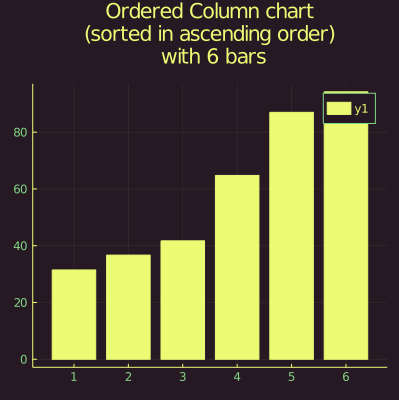 Ordered Column chart
(sorted in ascending order)
with 6 bars
y1
80
60
40
20
0
1 2 3 4 5 6